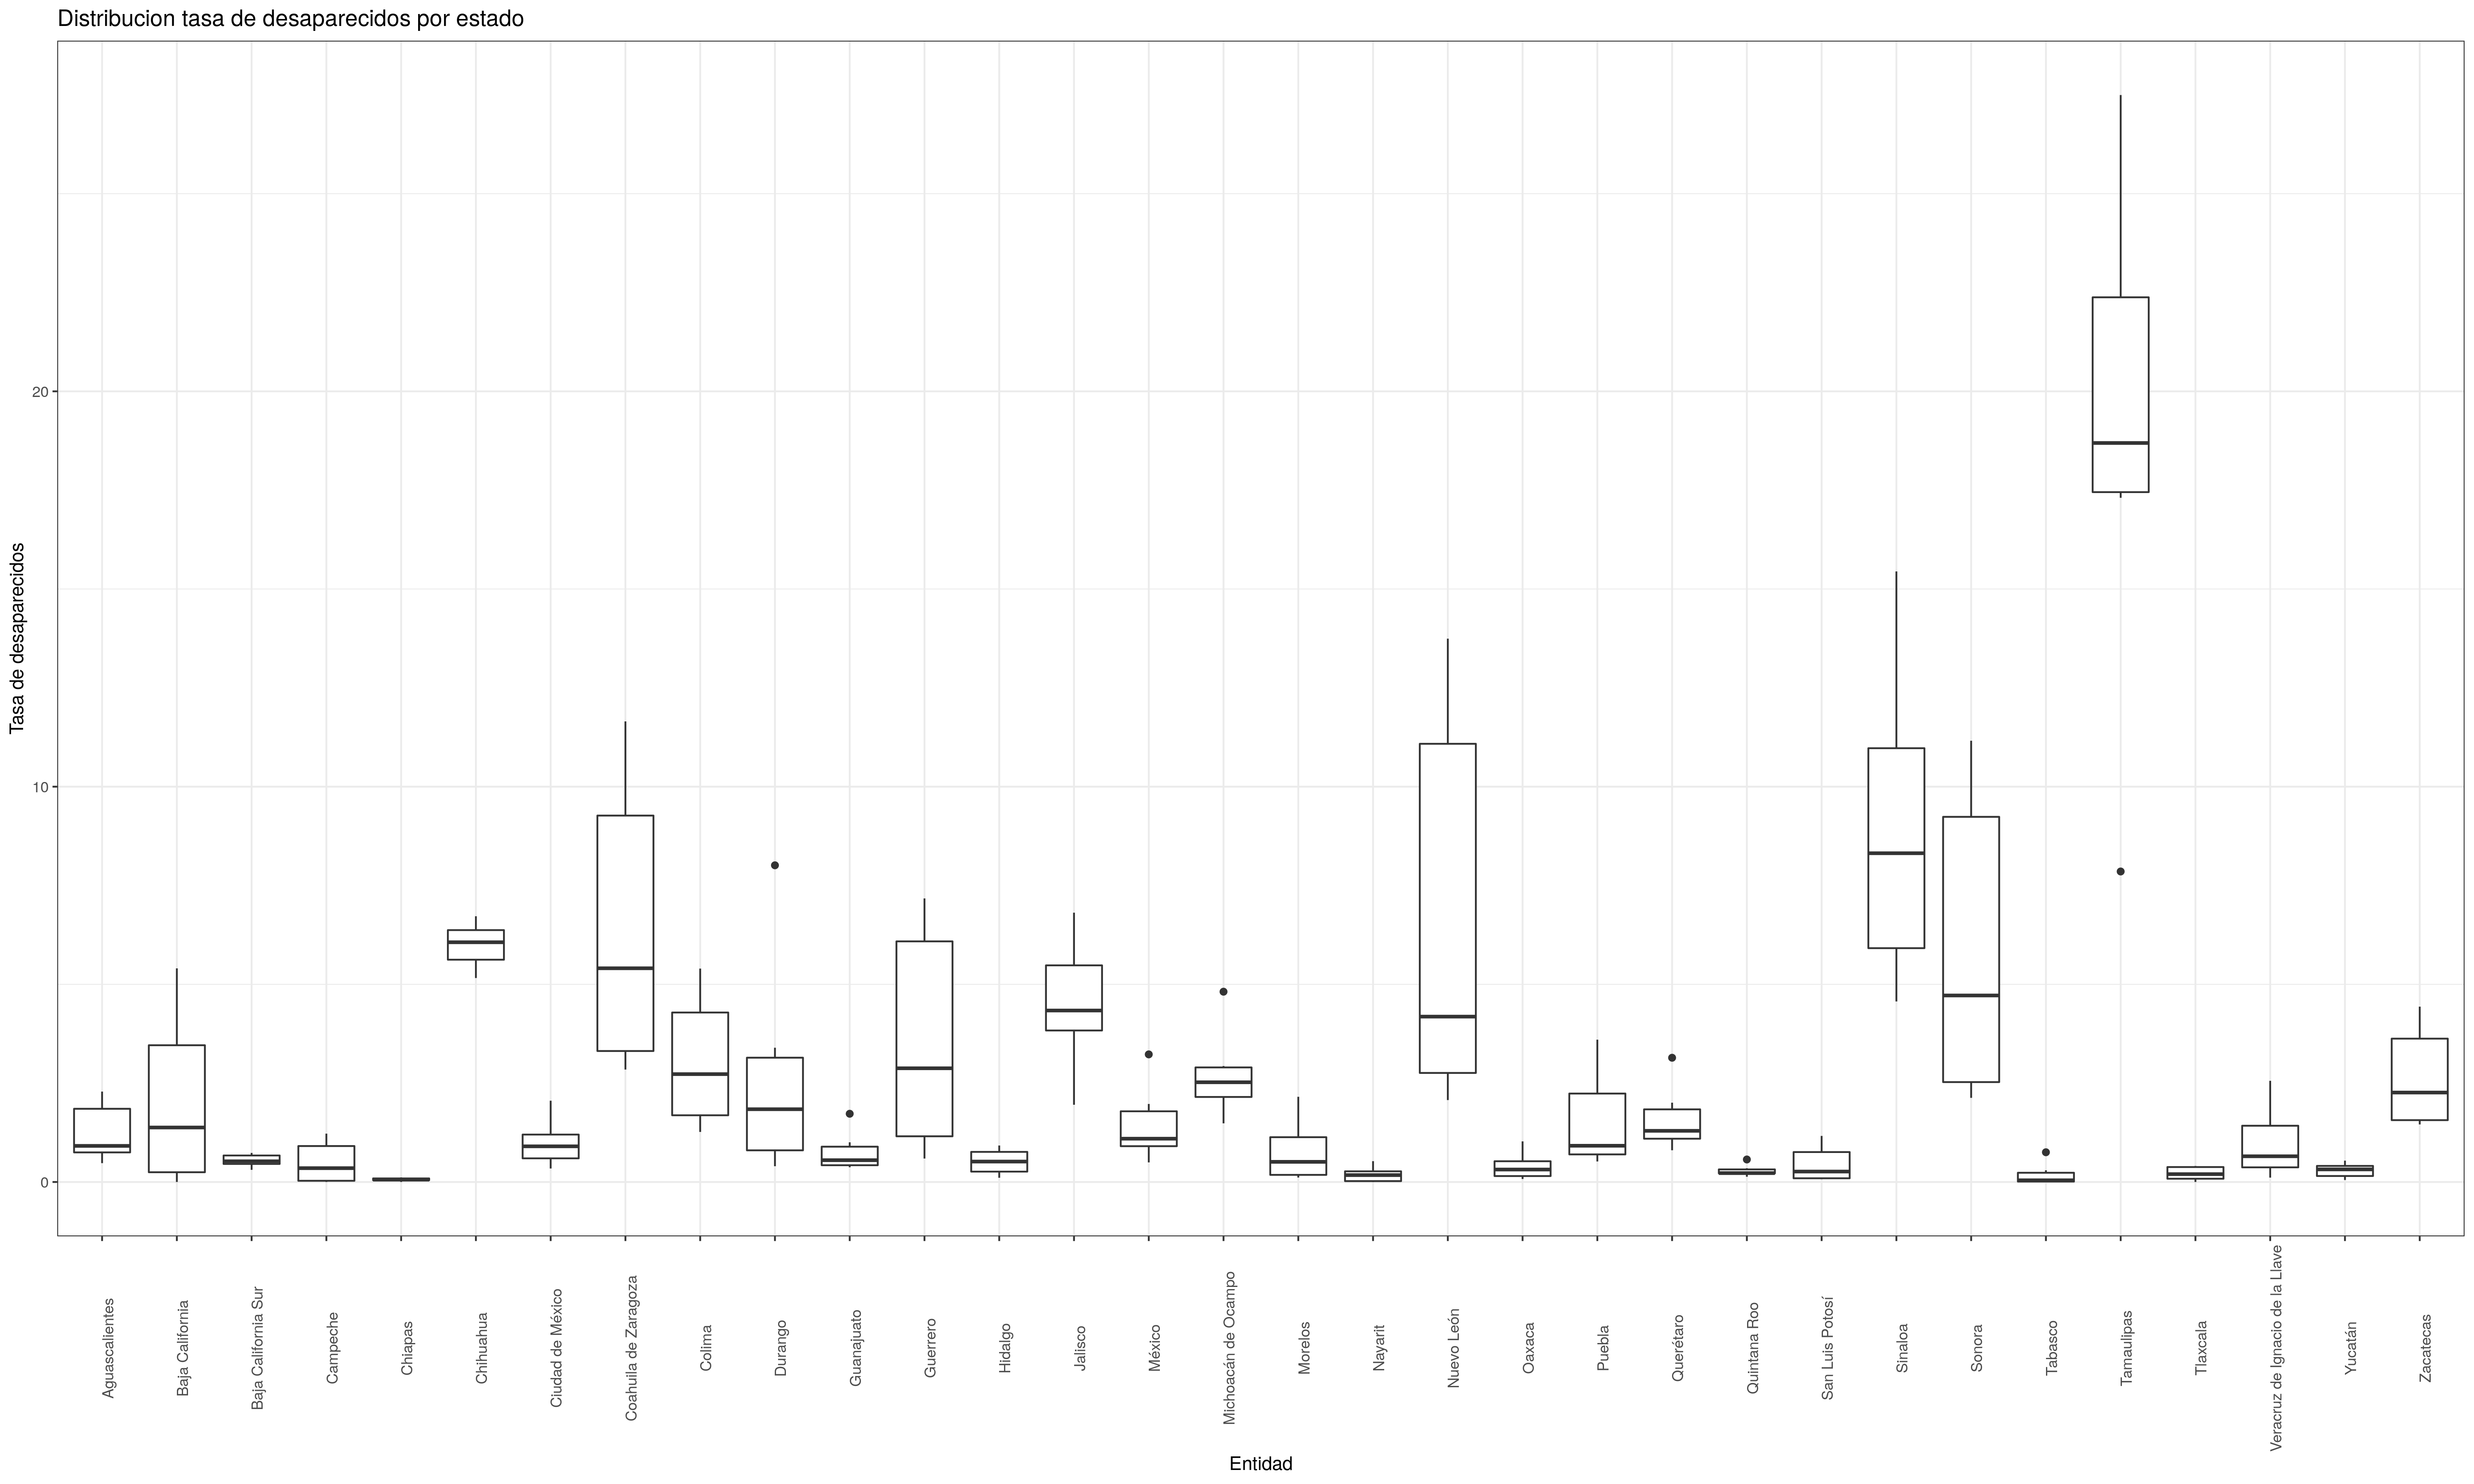 Distribucion tasa de desaparecidos por estado
Tasa de desaparecidos
20
10
0
Aguascalientes
Baja California
Baja California Sur
Campeche
Chiapas
Chihuahua
Ciudad de México
Coahuila de Zaragoza
Colima
Durango
Guanajuato
Guerrero
Hidalgo
Jalisco
México
Michoacán de Ocampo
Morelos
Nayarit
Nuevo León
Oaxaca
Puebla
Querétaro
Quintana Roo
San Luis Potosí
Sinaloa
Sonora
Tabasco
Tamaulipas
Tlaxcala
Veracruz de Ignacio de la Llave
Yucatán
Zacatecas
Entidad